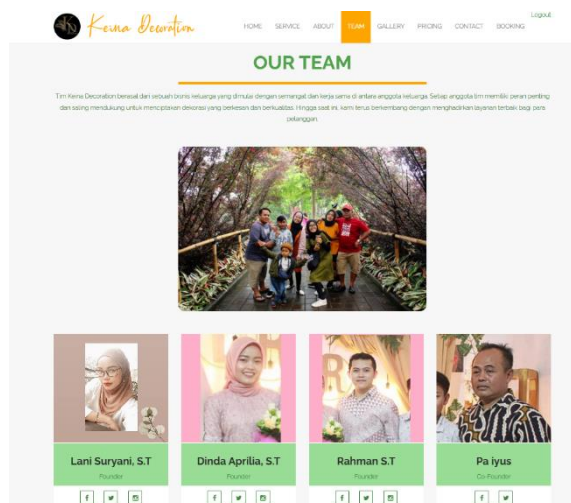 Logout
Keina Decoration
HOME SERVICE ABOUT TEAM GALLERY PRICING CONTACT BOOKING
OUR TEAM
Tim Keina Decoration berasal dari sebuah bisnis keluarga yang dimulai dengan semangat dan kerja sama di antara anggota keluarga. Setiap anggota tim memiliki peran penting
dan saling mendukung untuk menciptakan dekorasi yang berkesan dan berkualitas. Hingga saat ini, kami terus berkembang dengan menghadirkan layanan terbaik bagi para
pelanggan.
Lani Suryani, S.T
Founder
Dinda Aprilia, S.T
Founder
Rahman S.T
Founder
Pa iyus
Co-Founder